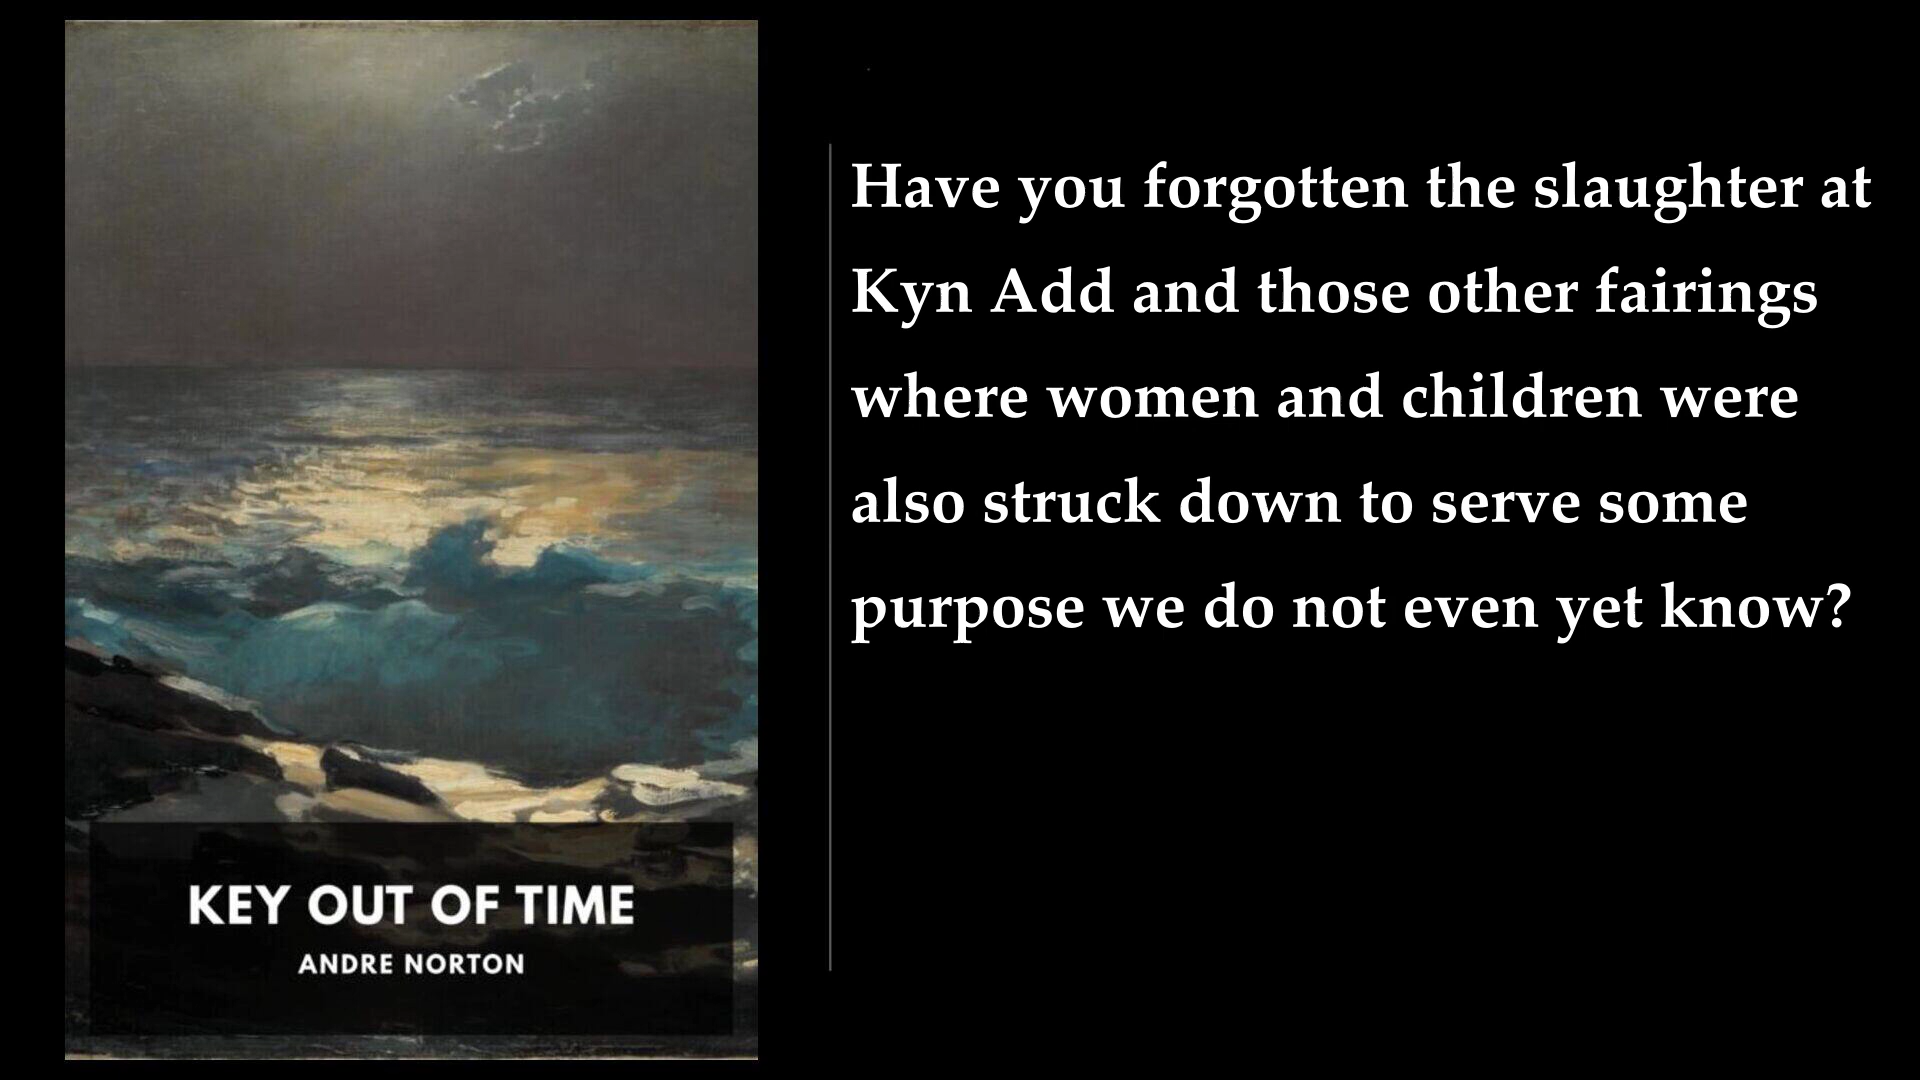 Have you forgotten the slaughter at
Kyn Add and those other fairings
where women and children were
also struck down to serve some
purpose we do not even yet know?
KEY OUT OF TIME
ANDRE NORTON